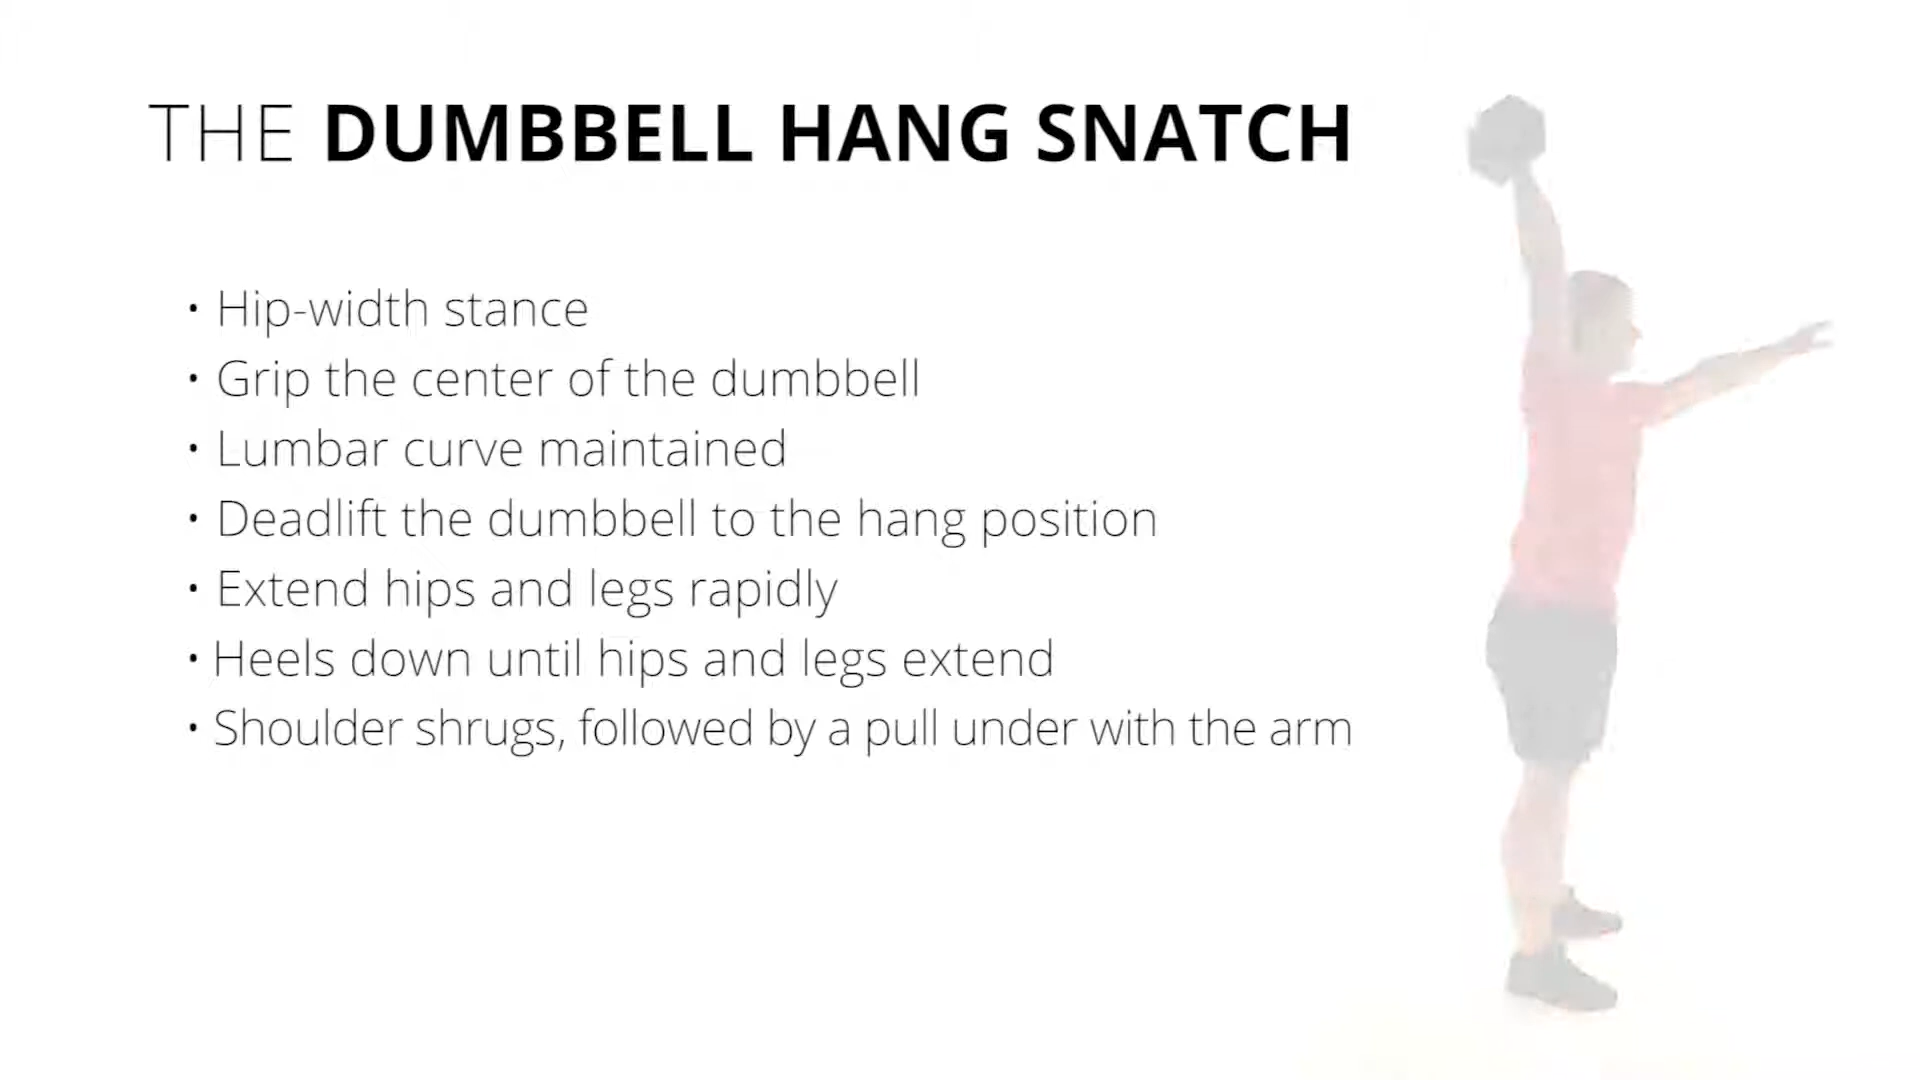 THE DUMBBELL HANG SNATCH
• Hip-width stance
• Grip the center of the dumbbell
• Lumbar curve maintained
• Deadlift the dumbbell to the hang position
• Extend hips and legs rapidly
• Heels down until hips and legs extend
• Shoulder shrugs, followed by a pull under with the arm